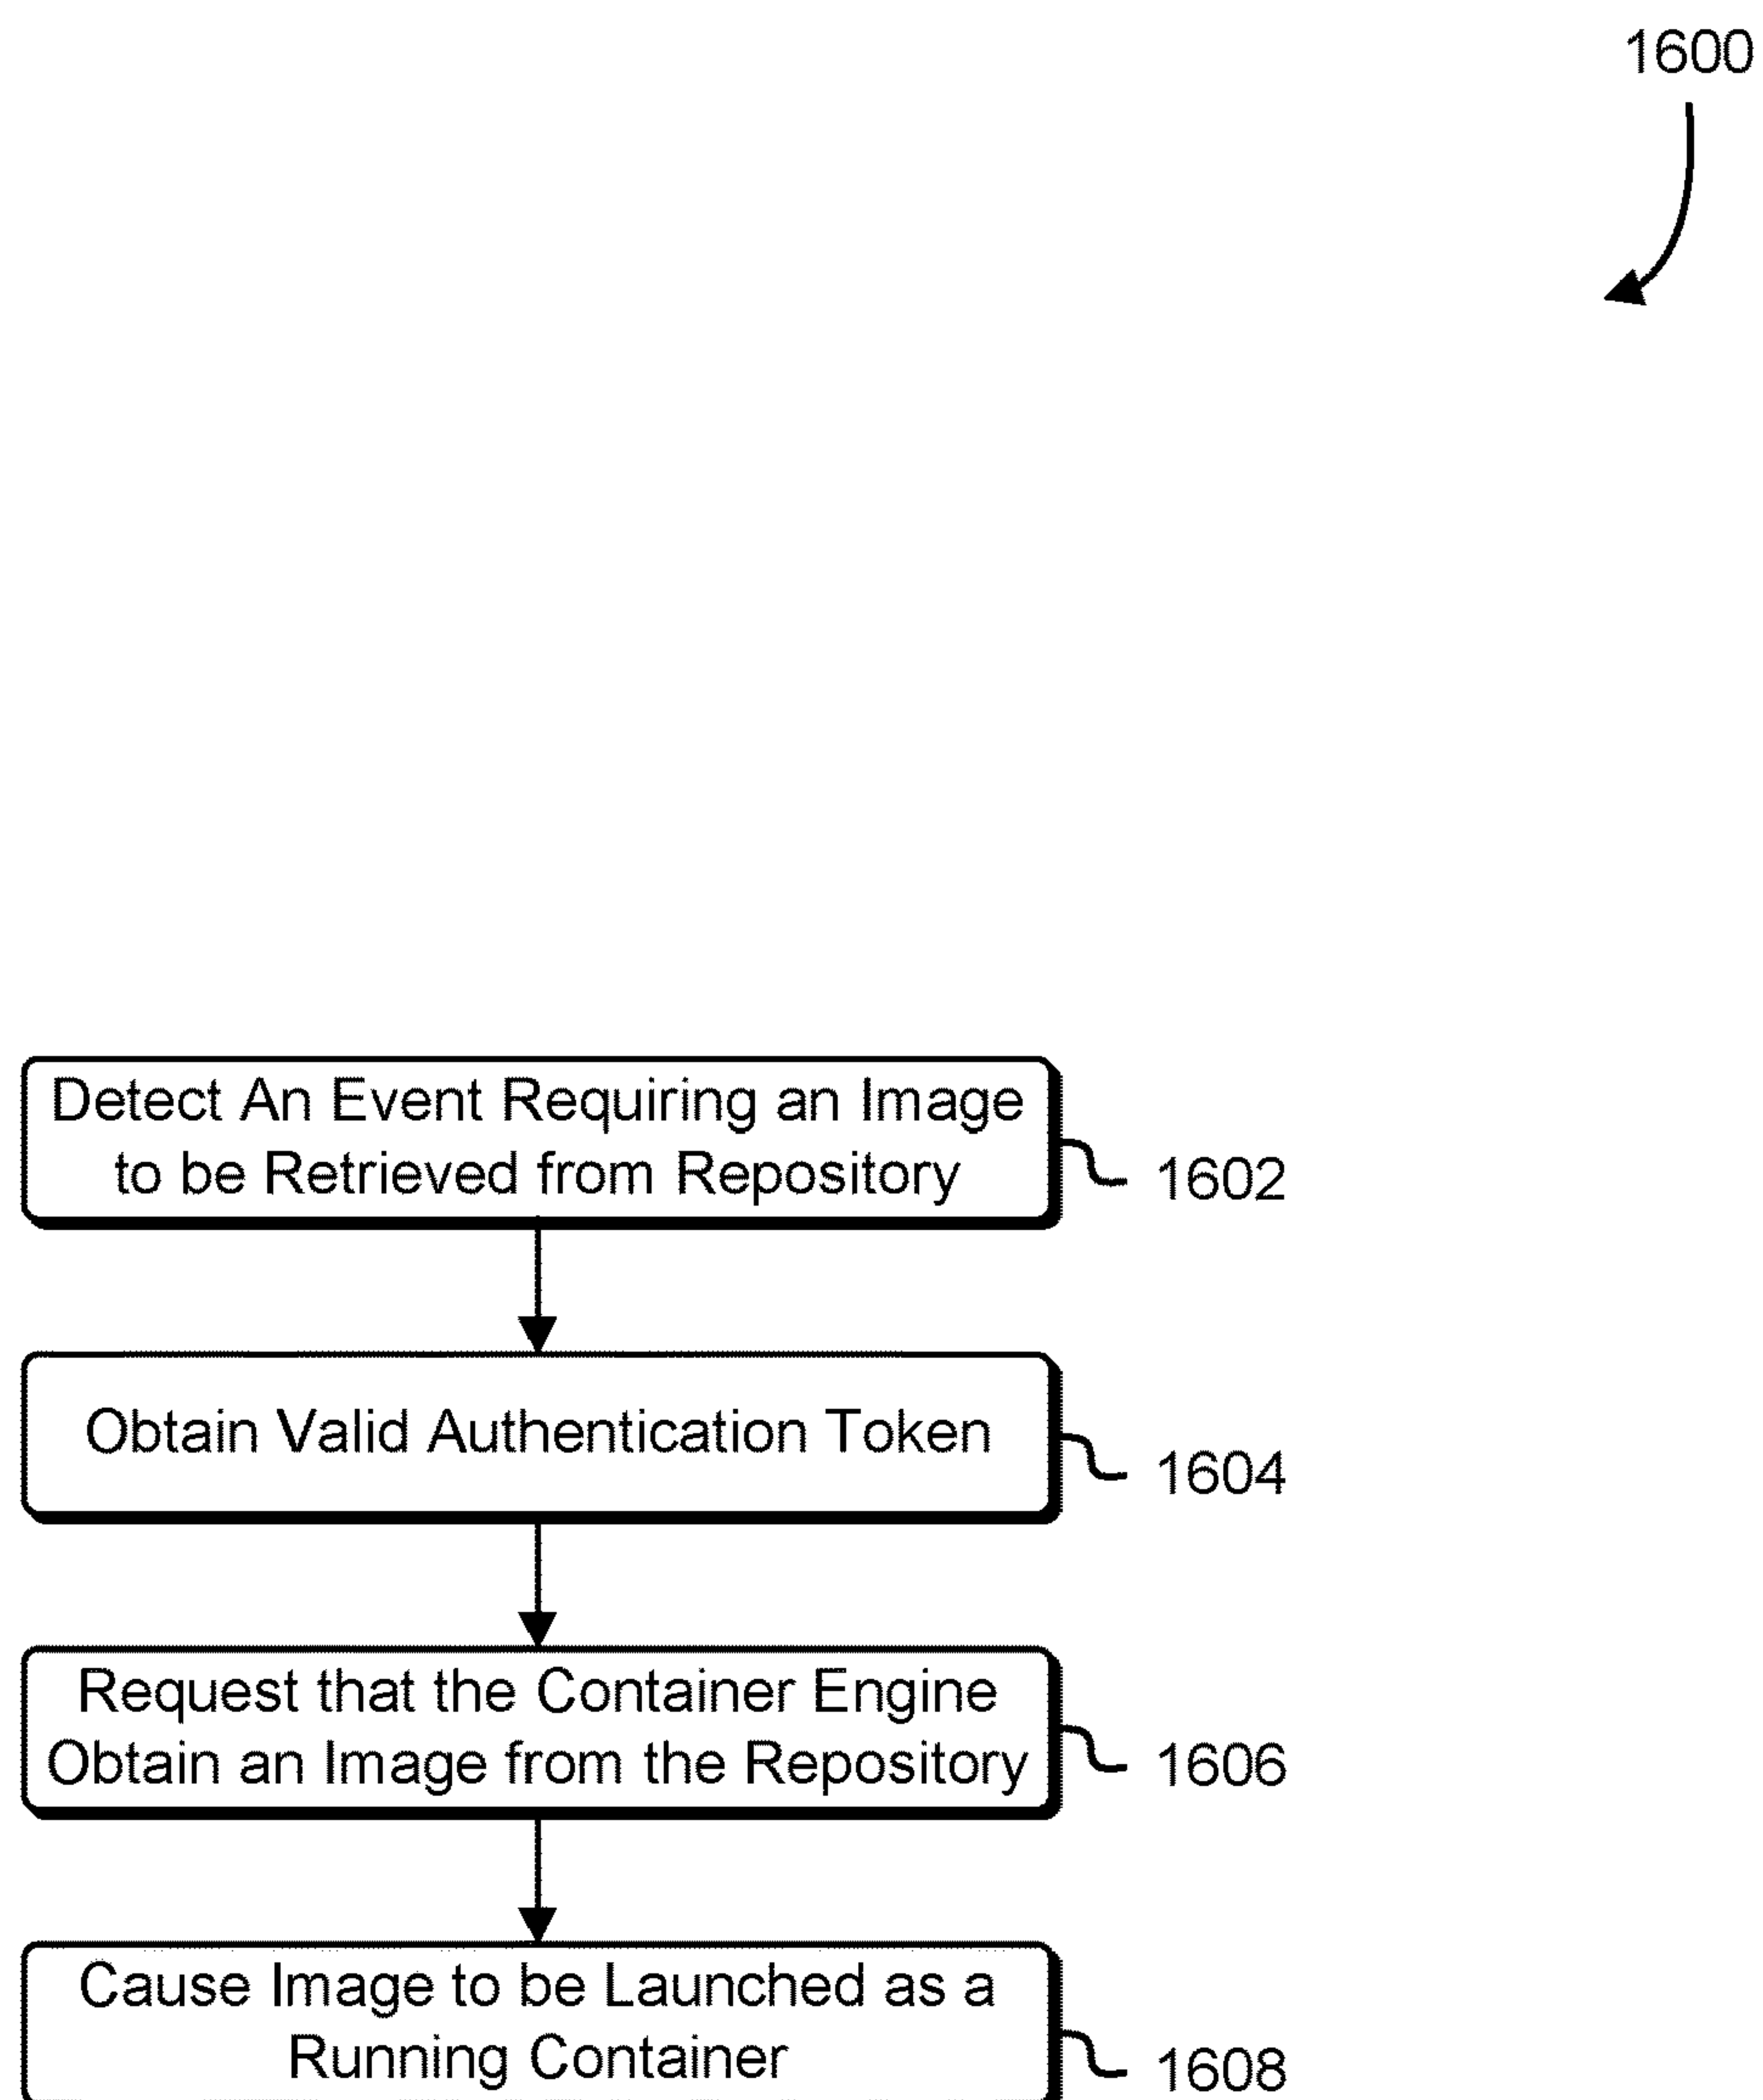 1600
Detect An Event Requiring an Image
to be Retrieved from Repository
1602
Obtain Valid Authentication Token
1604
Request that the Container Engine
Obtain an Image from the Repository
1606
Cause Image to be Launched as a
Running Container
1608